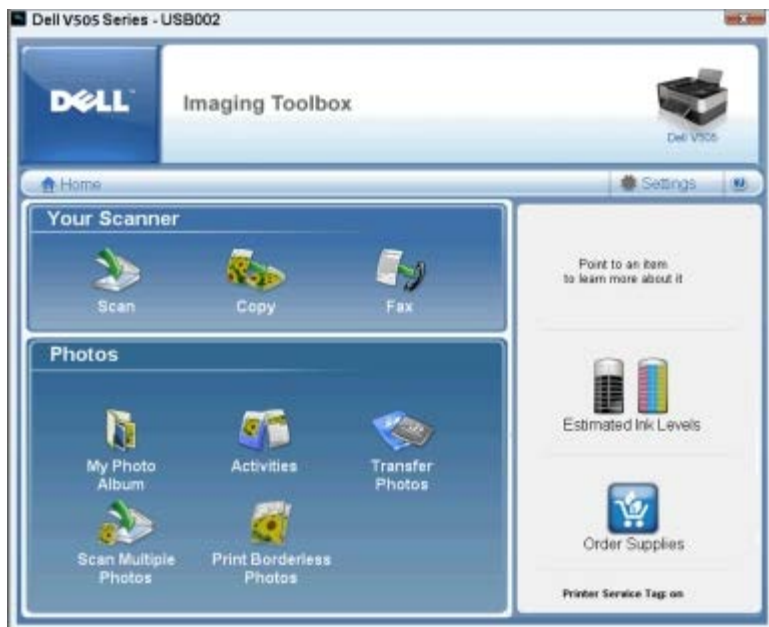 Dell V505 Series - USB002
DELL
Imaging Toolbox
Dell V505
Home
Settings
?
Your Scanner
Scan
Copy
Fax
Photos
My Photo
Album
Activities
Transfer
Photos
Scan Multiple
Photos
Print Borderless
Photos
Point to an item
to learn more about it
Estimated Ink Levels
Order Supplies
Printer Service Tag: on